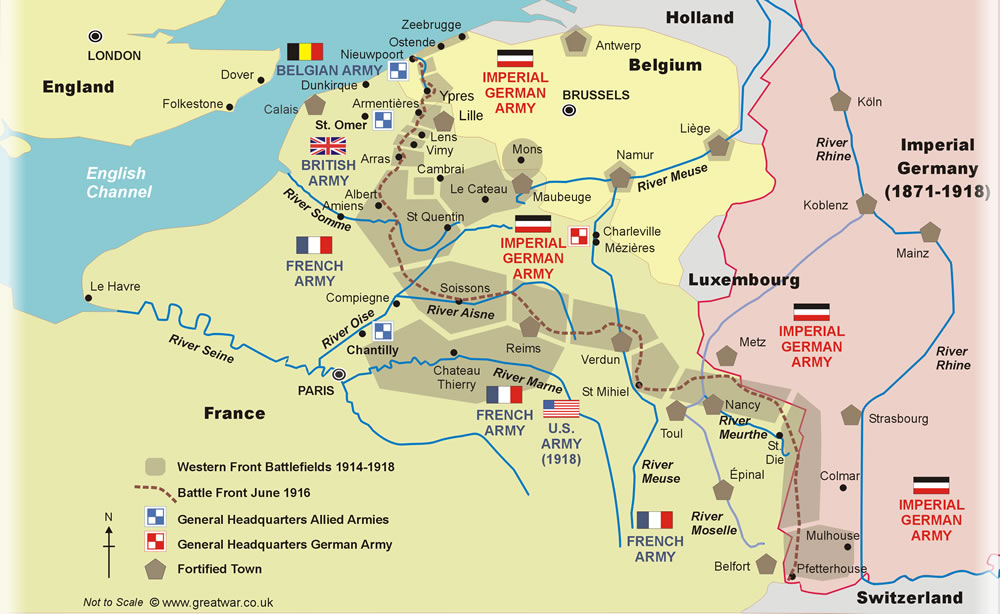 Holland
Zeebrugge
Ostende
LONDON
Nieuwpoort
Antwerp
BELGIAN ARMY
IMPERIAL
GERMAN
ARMY
Belgium
Dover
England
Dunkirque
Ypres
BRUSSELS
Köln
Folkestone
Calais
Armentières
Lille
St. Omer
Liège
River
Rhine
Imperial
Germany
(1871-1918)
Lens
Vimy
BRITISH
ARMY
Arras
Mons
Namur
English
Channel
Cambrai
River Meuse
Le Cateau
Maubeuge
Koblenz
Albert
Amiens
River Somme
St Quentin
Charleville
Mézières
Mainz
IMPERIAL
GERMAN
ARMY
FRENCH
ARMY
Luxembourg
Le Havre
Compiegne
Soissons
River Aisne
River Oise
IMPERIAL
GERMAN
ARMY
River Seine
Chantilly
Reims
Verdun
Metz
River
Rhine
Chateau
Thierry
River Marne
PARIS
St Mihiel
France
FRENCH
ARMY
U.S.
ARMY
(1918)
Nancy
Toul
River
Meurthe
St.
Die
Strasbourg
Western Front Battlefields 1914-1918
Battle Front June 1916
General Headquarters Allied Armies
General Headquarters German Army
Fortified Town
N
River
Meuse
Épinal
Colmar
IMPERIAL
GERMAN
ARMY
River
Moselle
FRENCH
ARMY
Mulhouse
Belfort
Pfetterhouse
Switzerland
Not to Scale © www.greatwar.co.uk